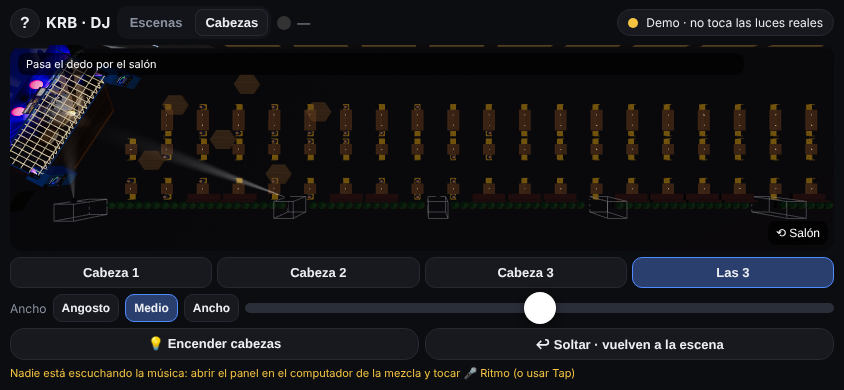 ? KRB · DJ Escenas Cabezas — Demo · no toca las luces reales
Pasa el dedo por el salón
⟲ Salón
Cabeza 1 Cabeza 2 Cabeza 3 Las 3
Ancho Angosto Medio Ancho
💡 Encender cabezas ↩ Soltar · vuelven a la escena
Nadie está escuchando la música: abrir el panel en el computador de la mezcla y tocar 🎤 Ritmo (o usar Tap)